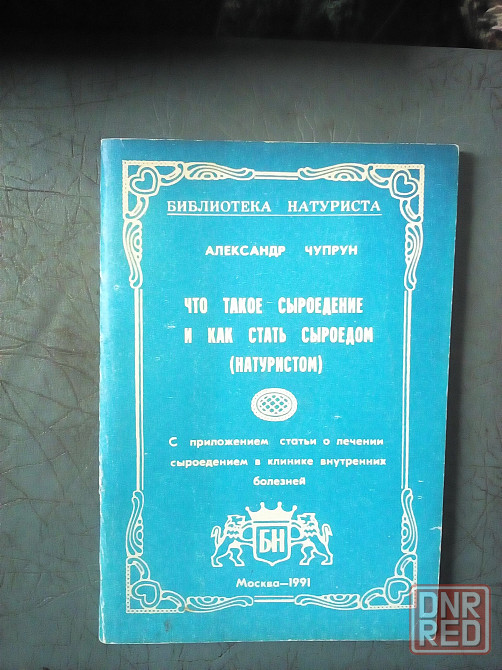 БИБЛИОТЕКА НАТУРИСТА
АЛЕКСАНДР ЧУПРУН
ЧТО ТАКОЕ СЫРОЕДЕНИЕ
И КАК СТАТЬ СЫРОЕДОМ
(НАТУРИСТОМ)
С приложением статьи о лечении
сыроедением в клинике внутренних
болезней
БН
Москва—1991
DNR
RED